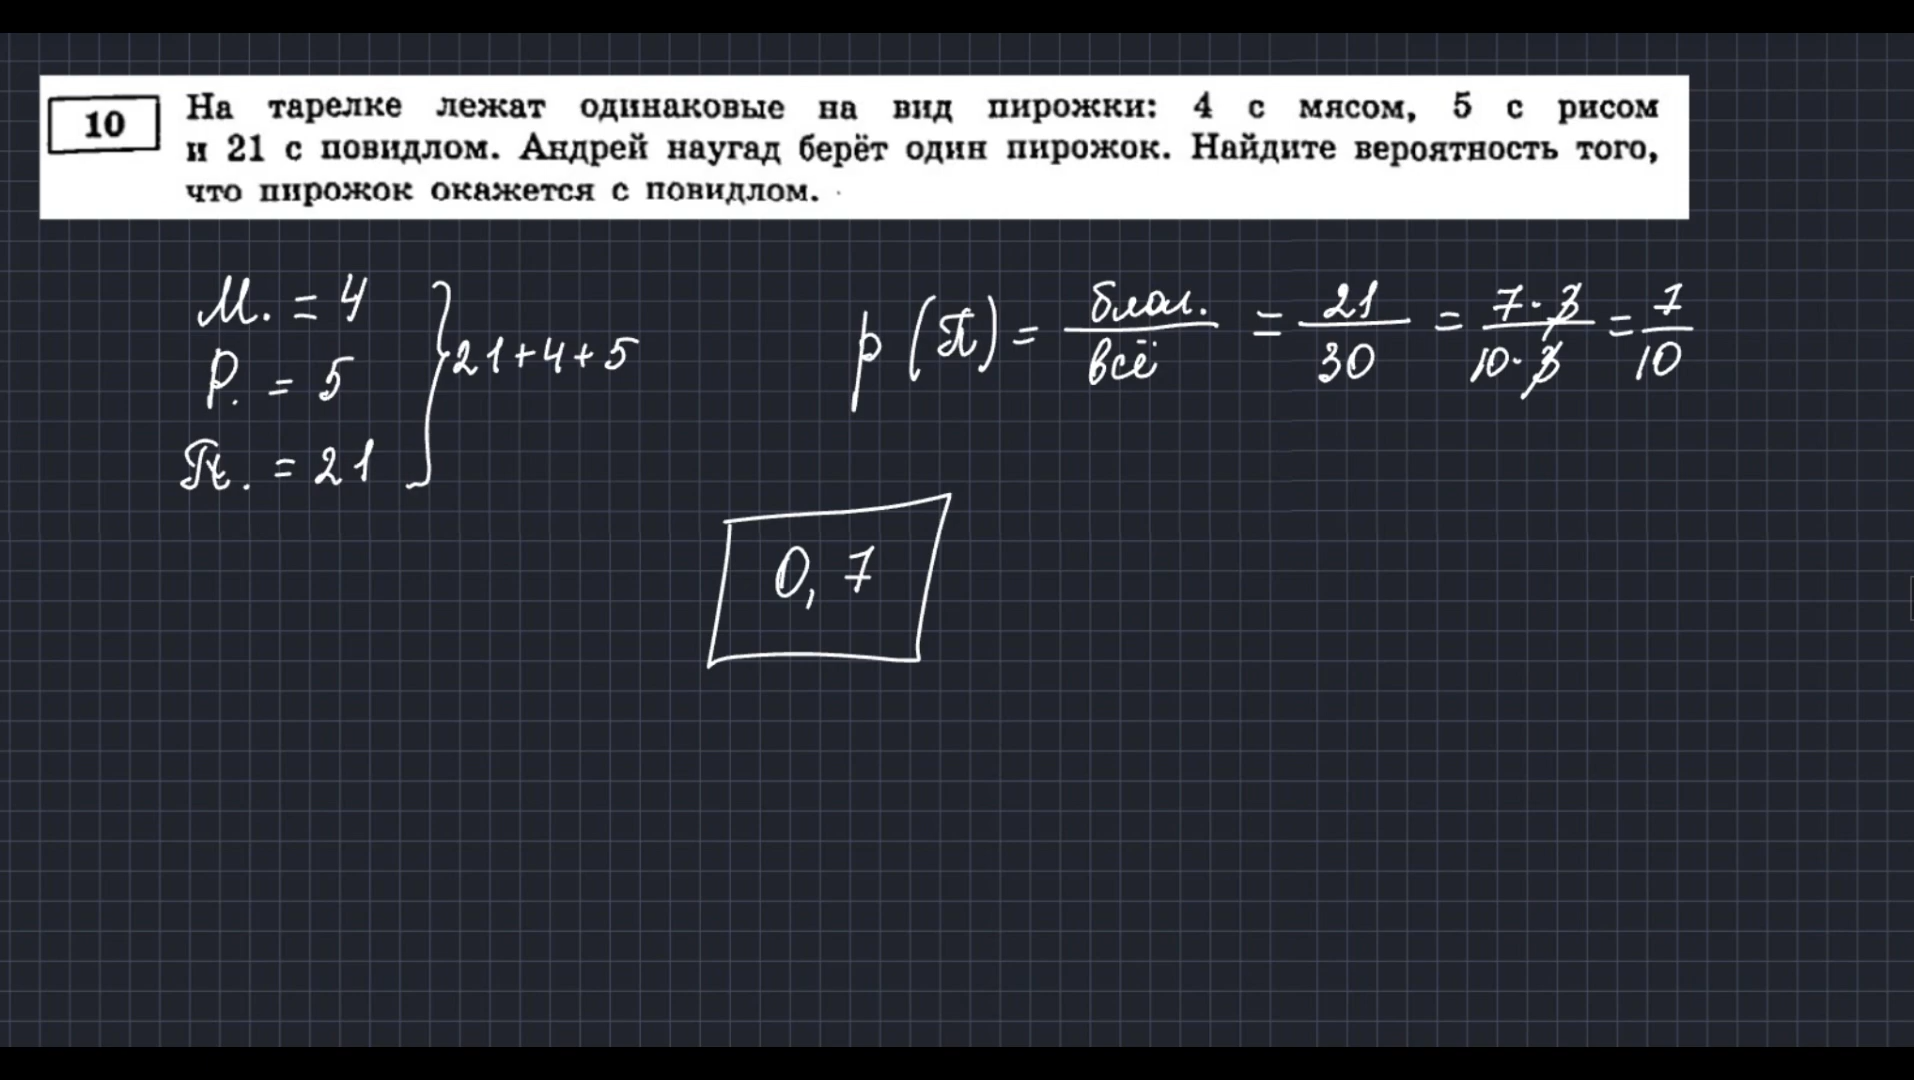 10
На тарелке лежат одинаковые на вид пирожки: 4 с мясом, 5 с рисом
и 21 с повидлом. Андрей наугад берёт один пирожок. Найдите вероятность того,
что пирожок окажется с повидлом.
М. = 4
Р. = 5
П. = 21
} 21+4+5
p (П) = благ./всё = 21/30 = 7·3/10·3 = 7/10
0,7